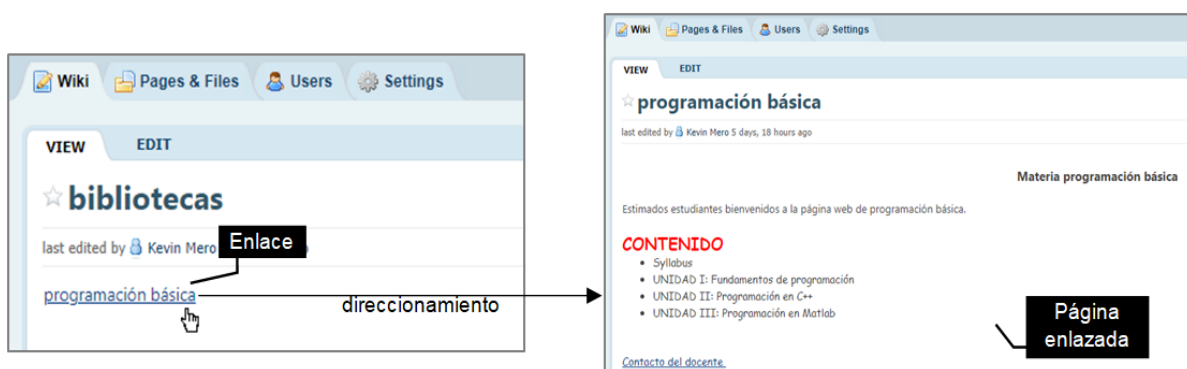 Wiki Pages & Files Users Settings
VIEW EDIT
bibliotecas
last edited by Kevin Mero
Enlace
programación básica
direccionamiento
Wiki Pages & Files Users Settings
VIEW EDIT
programación básica
last edited by Kevin Mero 5 days, 18 hours ago
Materia programación básica
Estimados estudiantes bienvenidos a la página web de programación básica.
CONTENIDO
• Syllabus
• UNIDAD I: Fundamentos de programación
• UNIDAD II: Programación en C++
• UNIDAD III: Programación en Matlab
Página
enlazada
Contacto del docente